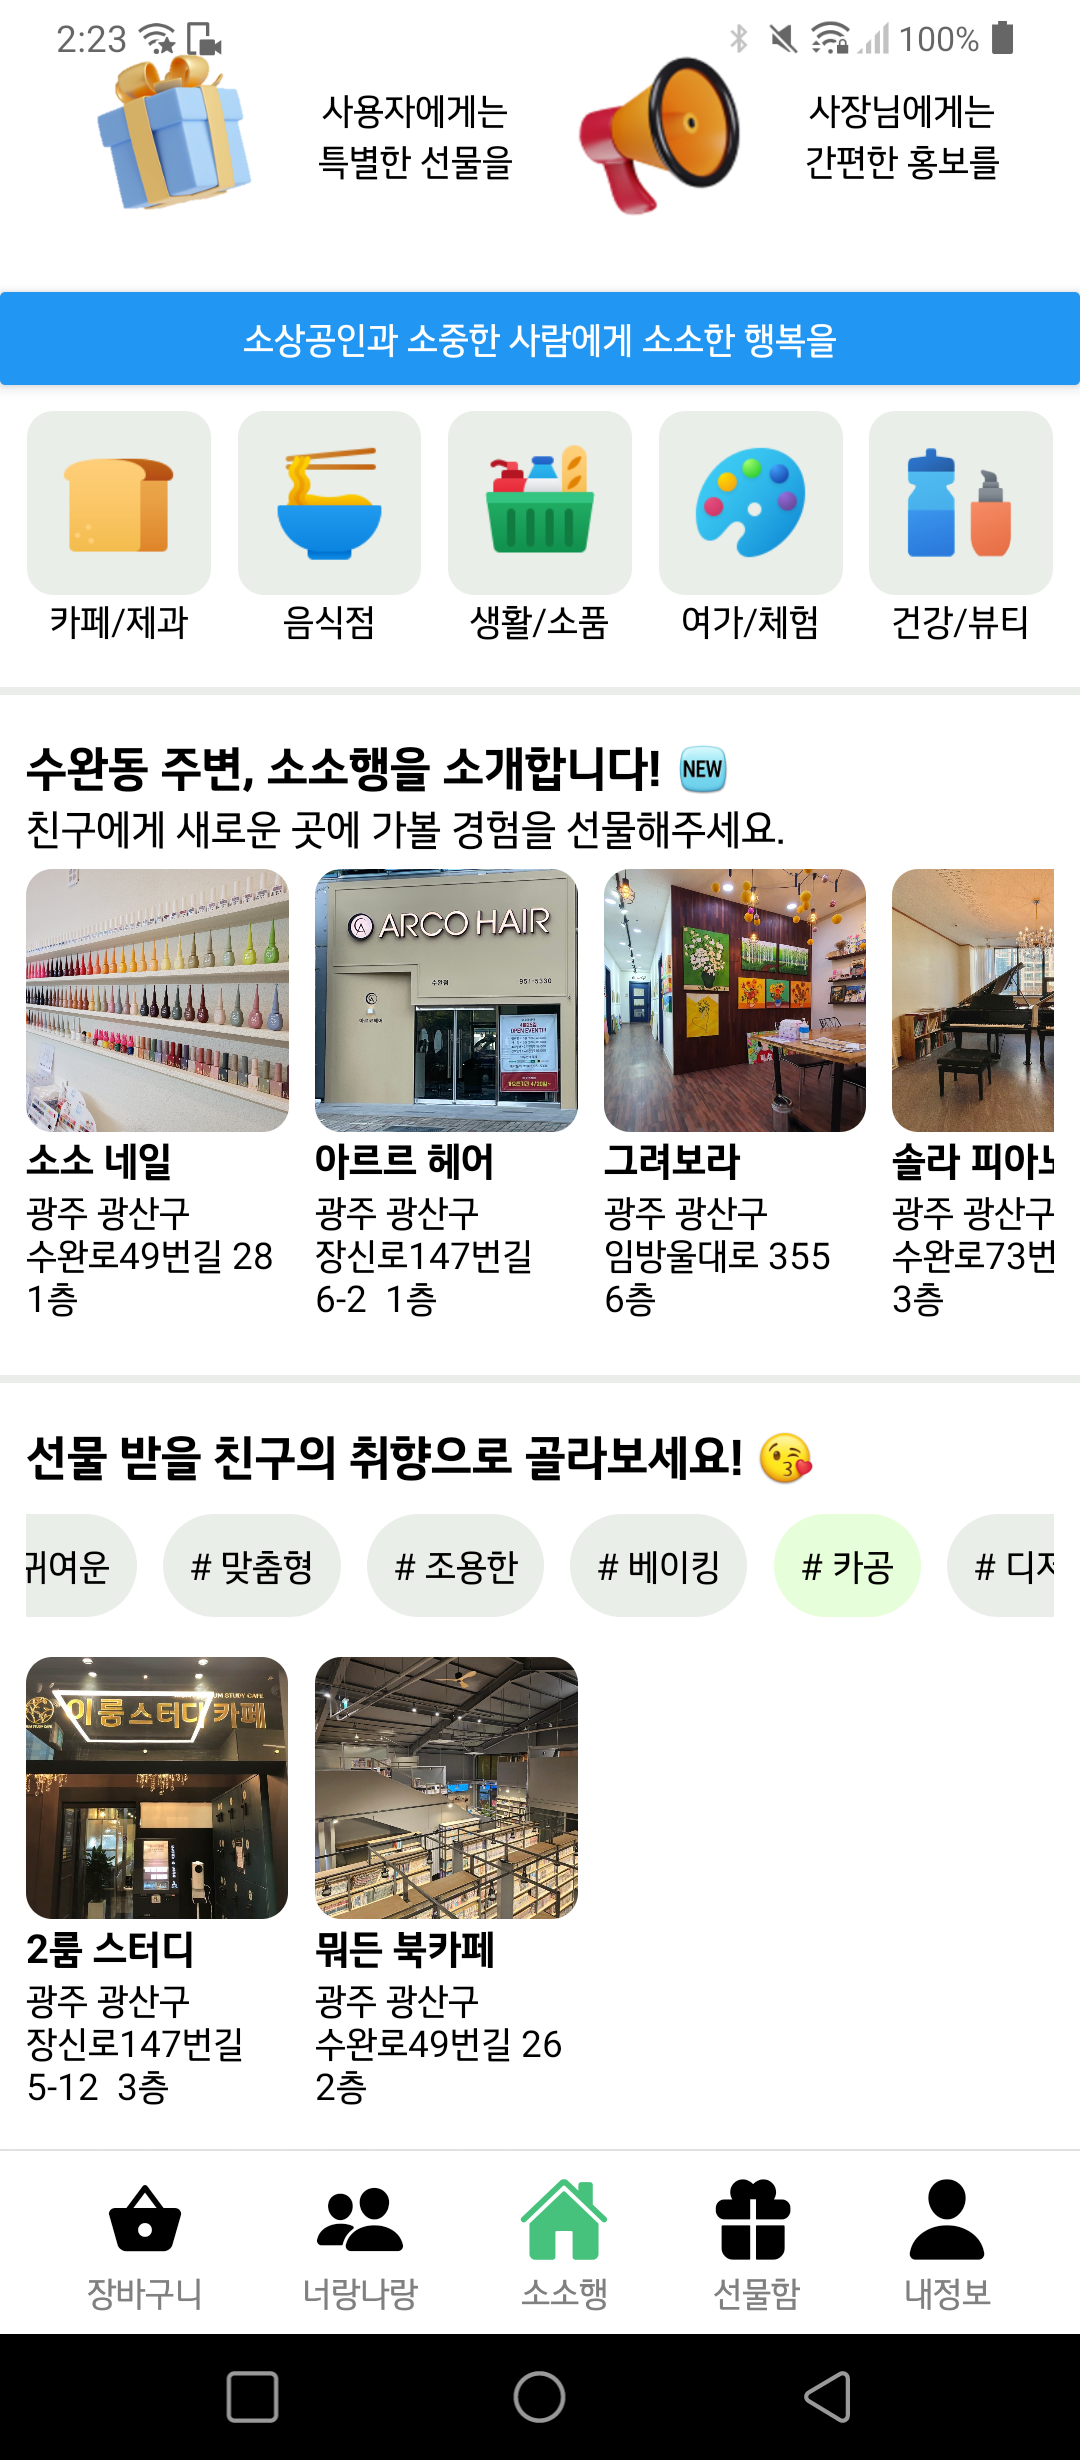 2:23
100%
사용자에게는
특별한 선물을
사장님에게는
간편한 홍보를
소상공인과 소중한 사람에게 소소한 행복을
카페/제과
음식점
생활/소품
여가/체험
건강/뷰티
수완동 주변, 소소행을 소개합니다! NEW
친구에게 새로운 곳에 가볼 경험을 선물해주세요.
ARCO HAIR
수완점
951-5330
아르코헤어
OPEN EVENT!!
소소 네일
광주 광산구
수완로49번길 28
1층
아르르 헤어
광주 광산구
장신로147번길
6-2 1층
그려보라
광주 광산구
임방울대로 355
6층
솔라 피아노
광주 광산구
수완로73번
3층
선물 받을 친구의 취향으로 골라보세요!
귀여운
# 맞춤형
# 조용한
# 베이킹
# 카공
# 디저
이룸스터디카페
2룸 스터디
광주 광산구
장신로147번길
5-12 3층
뭐든 북카페
광주 광산구
수완로49번길 26
2층
장바구니
너랑나랑
소소행
선물함
내정보